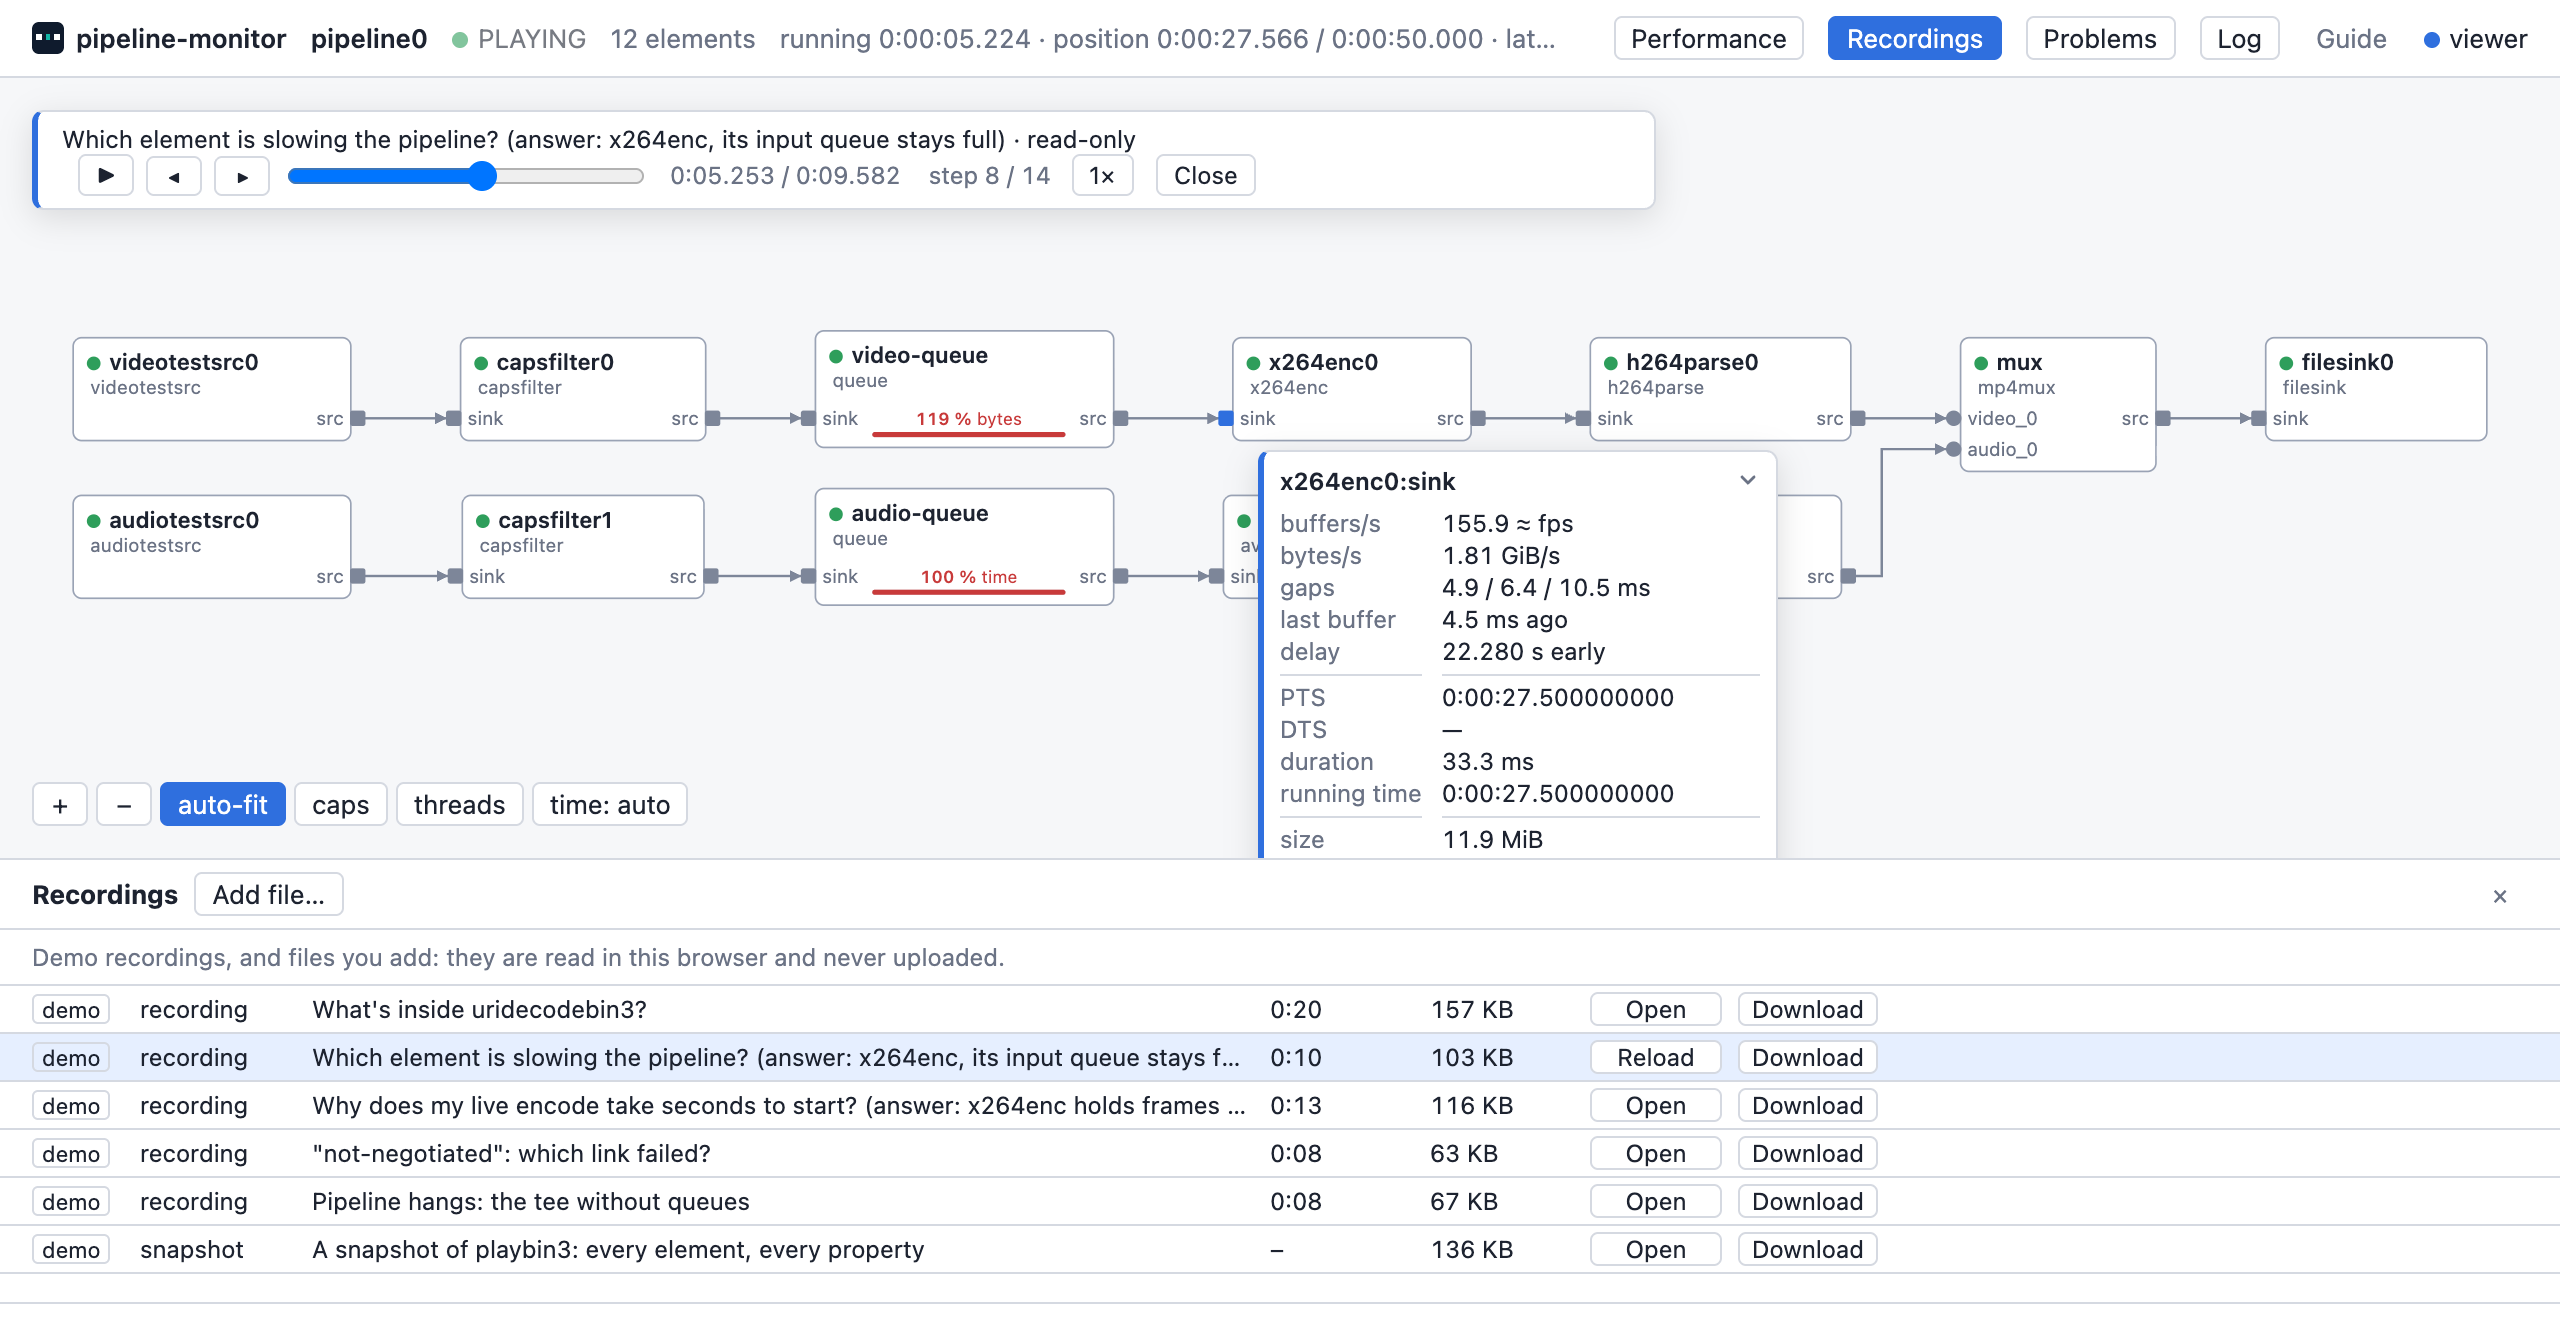 pipeline-monitor pipeline0 PLAYING 12 elements running 0:00:05.224 · position 0:00:27.566 / 0:00:50.000 · lat… Performance Recordings Problems Log Guide viewer
Which element is slowing the pipeline? (answer: x264enc, its input queue stays full) · read-only
0:05.253 / 0:09.582 step 8 / 14 1× Close
videotestsrc0
videotestsrc
src
capsfilter0
capsfilter
sink src
video-queue
queue
sink 119 % bytes src
x264enc0
x264enc
sink src
h264parse0
h264parse
sink src
mux
mp4mux
video_0 src
audio_0
filesink0
filesink
sink
audiotestsrc0
audiotestsrc
src
capsfilter1
capsfilter
sink src
audio-queue
queue
sink 100 % time src
src
x264enc0:sink
buffers/s 155.9 ≈ fps
bytes/s 1.81 GiB/s
gaps 4.9 / 6.4 / 10.5 ms
last buffer 4.5 ms ago
delay 22.280 s early
PTS 0:00:27.500000000
DTS —
duration 33.3 ms
running time 0:00:27.500000000
size 11.9 MiB
+ − auto-fit caps threads time: auto
Recordings Add file… ×
Demo recordings, and files you add: they are read in this browser and never uploaded.
demo recording What's inside uridecodebin3? 0:20 157 KB Open Download
demo recording Which element is slowing the pipeline? (answer: x264enc, its input queue stays f… 0:10 103 KB Reload Download
demo recording Why does my live encode take seconds to start? (answer: x264enc holds frames … 0:13 116 KB Open Download
demo recording "not-negotiated": which link failed? 0:08 63 KB Open Download
demo recording Pipeline hangs: the tee without queues 0:08 67 KB Open Download
demo snapshot A snapshot of playbin3: every element, every property – 136 KB Open Download